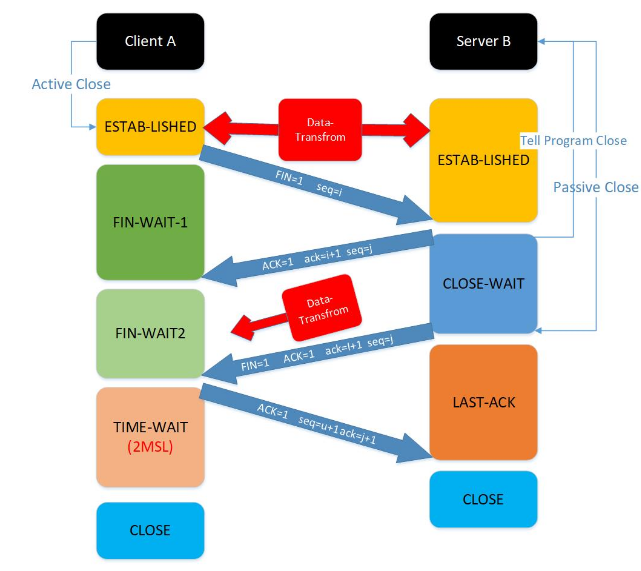 Client A
Server B
Active Close
ESTAB-LISHED
Data-
Transfrom
ESTAB-LISHED
Tell Program Close
Passive Close
FIN=1 seq=i
FIN-WAIT-1
ACK=1 ack=i+1 seq=j
CLOSE-WAIT
Data-
Transfrom
FIN-WAIT2
FIN=1 ACK=1 ack=i+1 seq=j
TIME-WAIT
(2MSL)
ACK=1 seq=u+1 ack=j+1
LAST-ACK
CLOSE
CLOSE